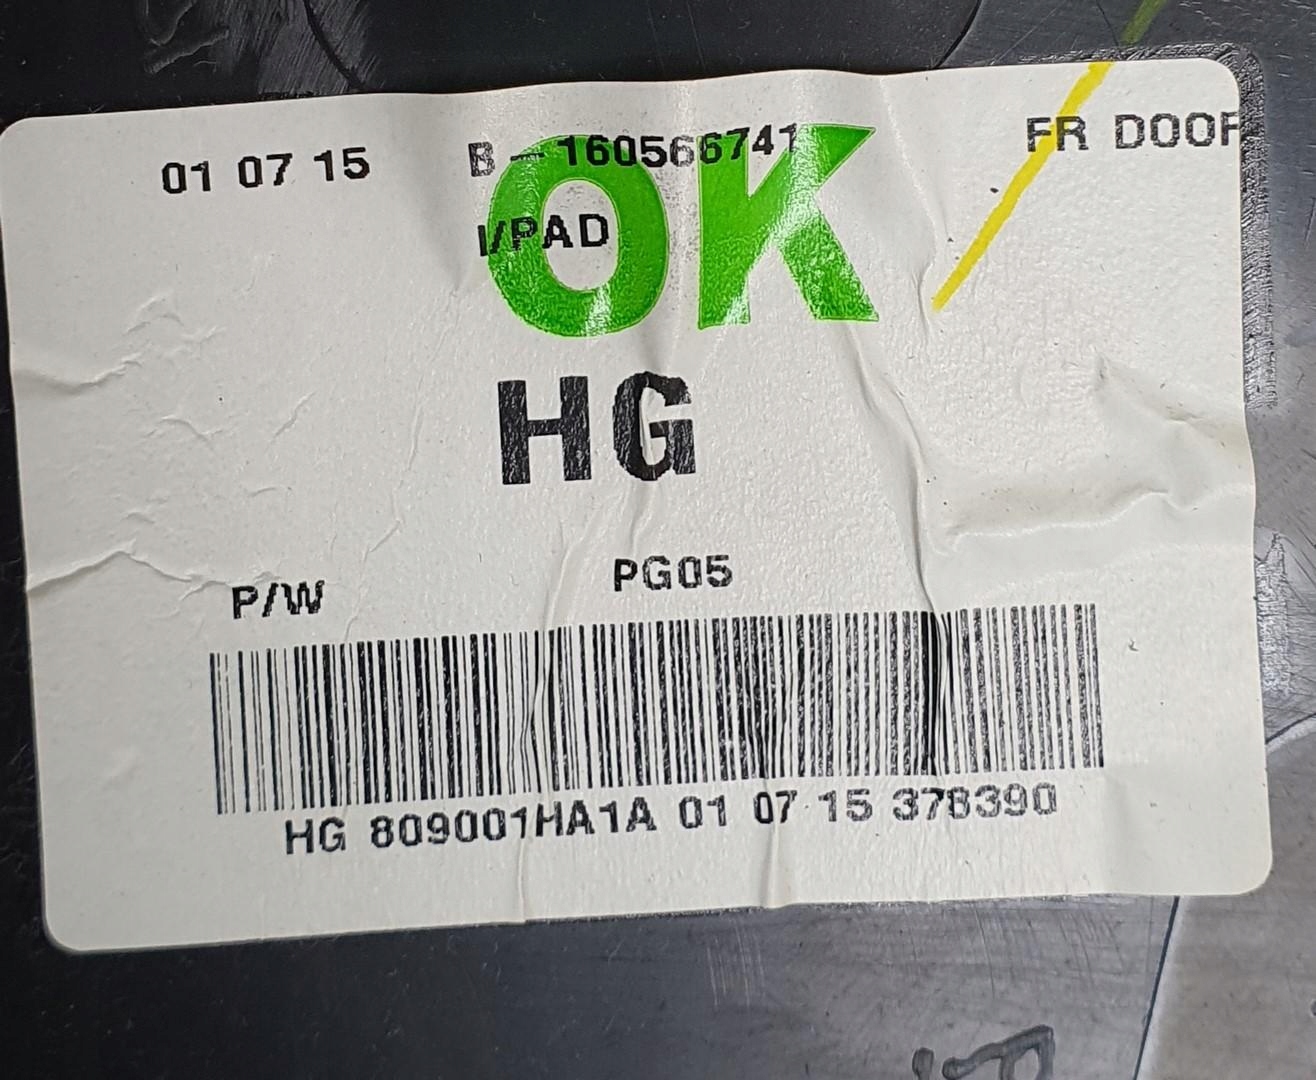 01 07 15 B - 160566741 FR DOOR
I/PAD
OK
HG
P/W PG05
HG 809001HA1A 01 07 15 378390